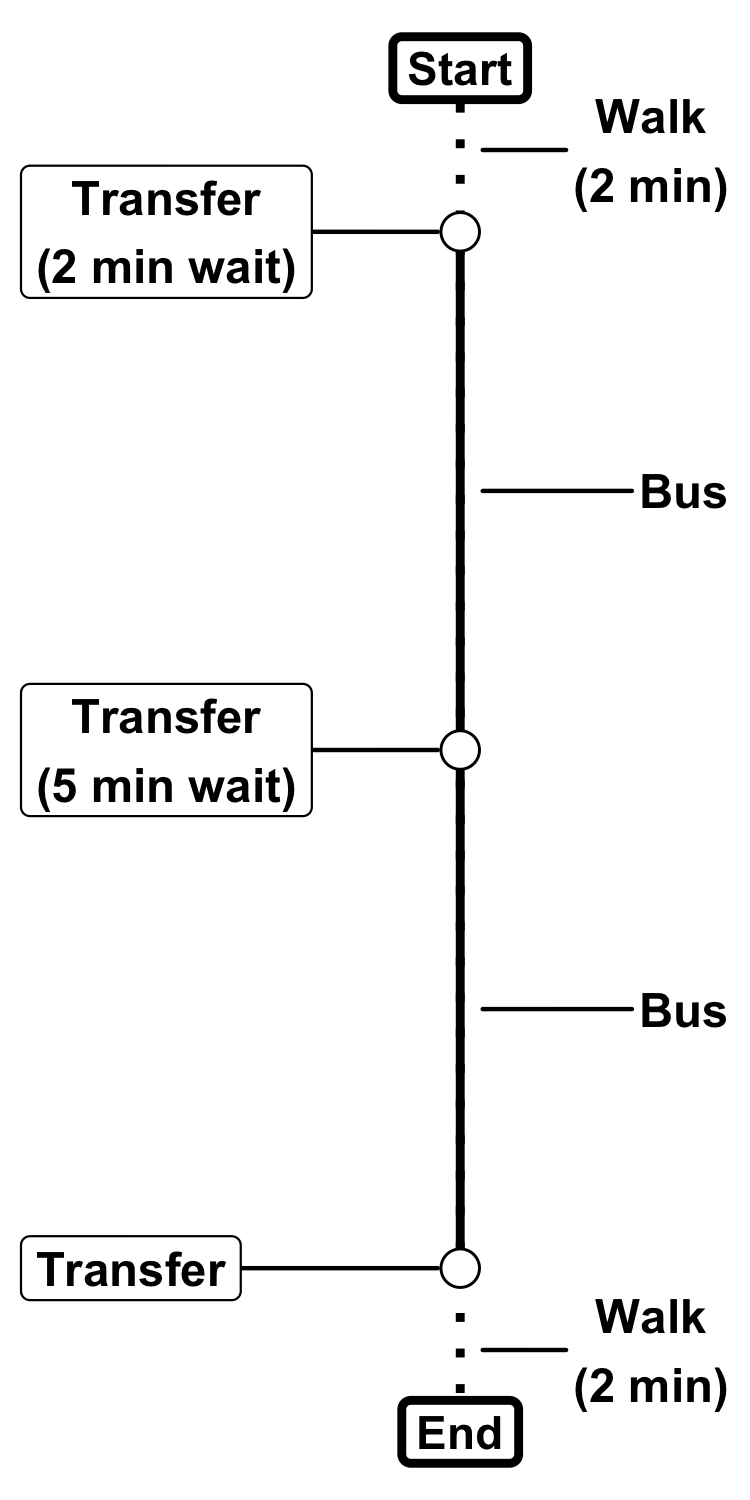 Start
Walk
(2 min)
Transfer
(2 min wait)
Bus
Transfer
(5 min wait)
Bus
Transfer
Walk
(2 min)
End